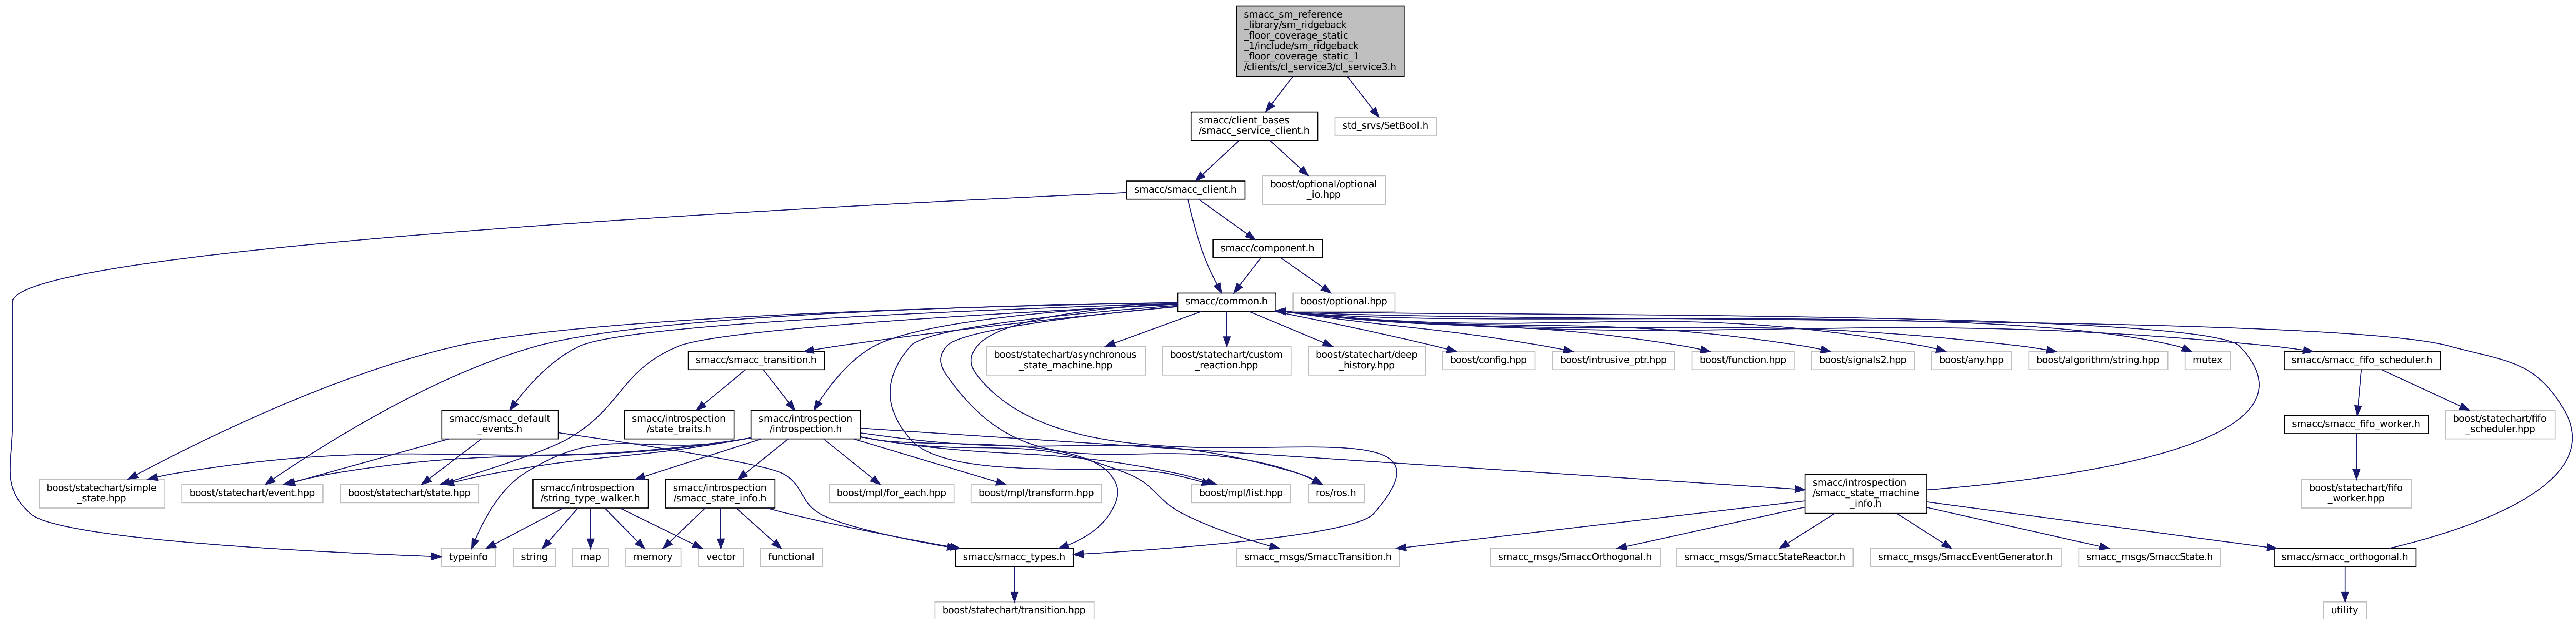 smacc_sm_reference
_library/sm_ridgeback
_floor_coverage_static
_1/include/sm_ridgeback
_floor_coverage_static_1
/clients/cl_service3/cl_service3.h
smacc/client_bases
/smacc_service_client.h
std_srvs/SetBool.h
smacc/smacc_client.h
boost/optional/optional
_io.hpp
smacc/component.h
smacc/common.h
boost/optional.hpp
smacc/smacc_transition.h
boost/statechart/asynchronous
_state_machine.hpp
boost/statechart/custom
_reaction.hpp
boost/statechart/deep
_history.hpp
boost/config.hpp
boost/intrusive_ptr.hpp
boost/function.hpp
boost/signals2.hpp
boost/any.hpp
boost/algorithm/string.hpp
mutex
smacc/smacc_fifo_scheduler.h
smacc/smacc_default
_events.h
smacc/introspection
/state_traits.h
smacc/introspection
/introspection.h
smacc/smacc_fifo_worker.h
boost/statechart/fifo
_scheduler.hpp
boost/statechart/simple
_state.hpp
boost/statechart/event.hpp
boost/statechart/state.hpp
smacc/introspection
/string_type_walker.h
smacc/introspection
/smacc_state_info.h
boost/mpl/for_each.hpp
boost/mpl/transform.hpp
boost/mpl/list.hpp
ros/ros.h
smacc/introspection
/smacc_state_machine
_info.h
boost/statechart/fifo
_worker.hpp
typeinfo
string
map
memory
vector
functional
smacc/smacc_types.h
smacc_msgs/SmaccTransition.h
smacc_msgs/SmaccOrthogonal.h
smacc_msgs/SmaccStateReactor.h
smacc_msgs/SmaccEventGenerator.h
smacc_msgs/SmaccState.h
smacc/smacc_orthogonal.h
boost/statechart/transition.hpp
utility